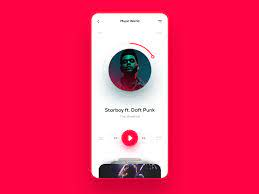 Music World
Starboy ft. Daft Punk
The Weeknd